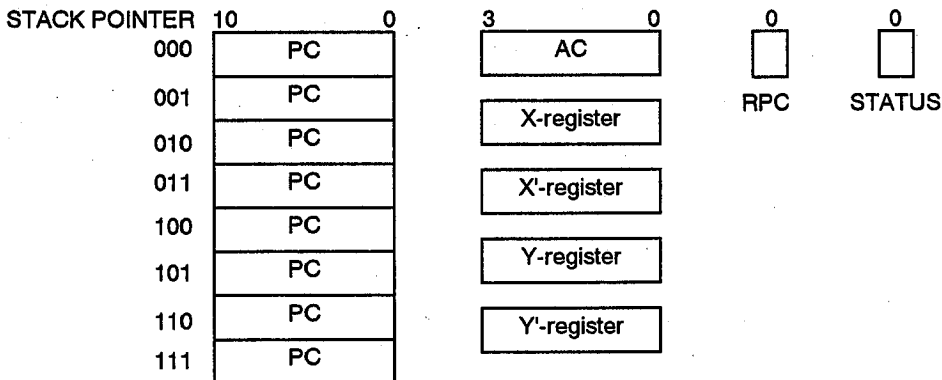 STACK POINTER 10 0 3 0 0 0
000 PC AC
001 PC RPC STATUS
X-register
010 PC
011 PC X'-register
100 PC
Y-register
101 PC
110 PC Y'-register
111 PC